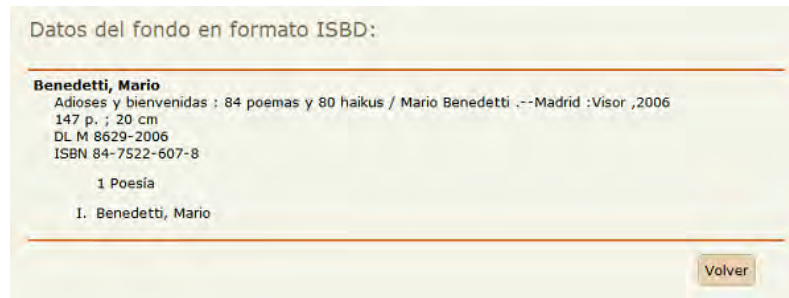 Datos del fondo en formato ISBD:
Benedetti, Mario
Adioses y bienvenidas : 84 poemas y 80 haikus / Mario Benedetti .--Madrid :Visor ,2006
147 p. ; 20 cm
DL M 8629-2006
ISBN 84-7522-607-8
1 Poesía
I. Benedetti, Mario
Volver